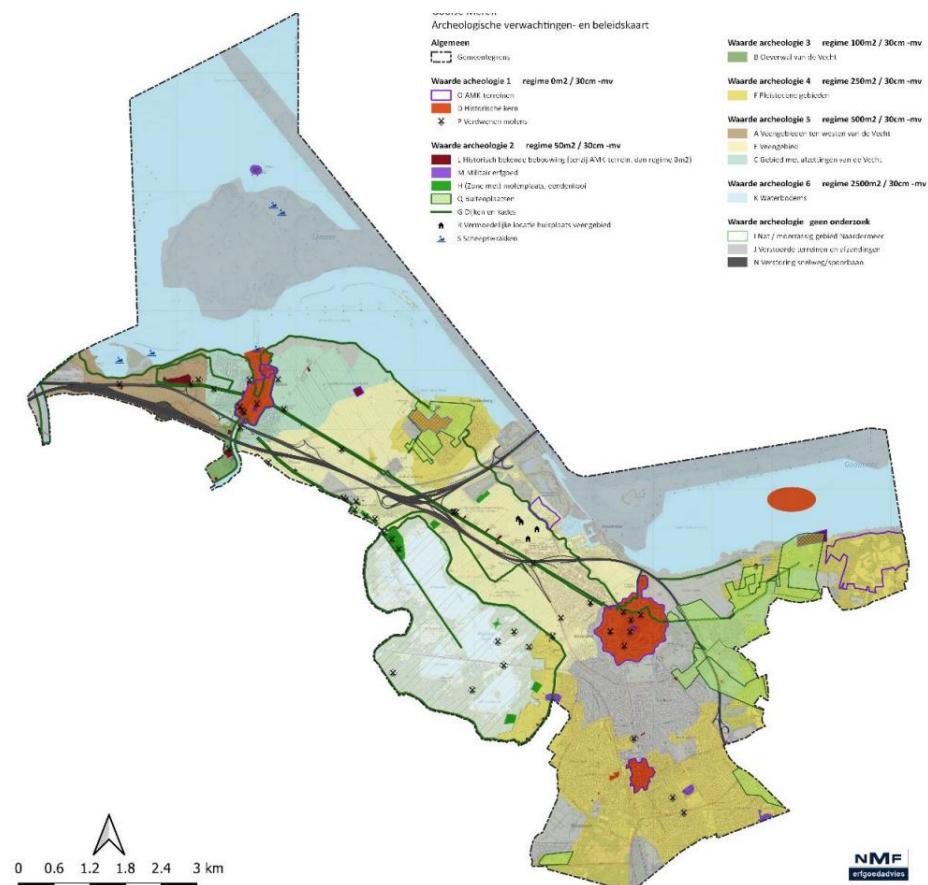 Gooise Meren
Archeologische verwachtingen- en beleidskaart
Algemeen
Gemeentegrens
Waarde acheologie 1 regime 0m2 / 30cm -mv
O AMK terreinen
D Historische kern
P Verdwenen molens
Waarde archeologie 2 regime 50m2 / 30cm -mv
L Historisch bekende bebouwing (tenzij AMK terrein, dan regime 0m2)
M Militair erfgoed
H (Zone met) molenplaats, eendenkooi
Q Buitenplaatsen
G Dijken en kades
R Vermoedelijke locatie huisplaats veengebied
S Scheepswrakken
Waarde archeologie 3 regime 100m2 / 30cm -mv
B Oeverwal van de Vecht
Waarde archeologie 4 regime 250m2 / 30cm -mv
F Pleistocene gebieden
Waarde archeologie 5 regime 500m2 / 30cm -mv
A Veengebieden ten westen van de Vecht
E Veengebied
C Gebied met afzettingen van de Vecht
Waarde archeologie 6 regime 2500m2 / 30cm -mv
K Waterbodems
Waarde archeologie geen onderzoek
I Nat / moerassig gebied Naardermeer
J Verstoorde terreinen en afzandingen
N Verstoring snelweg/spoorbaan
0 0.6 1.2 1.8 2.4 3 km
NMF
erfgoedadvies